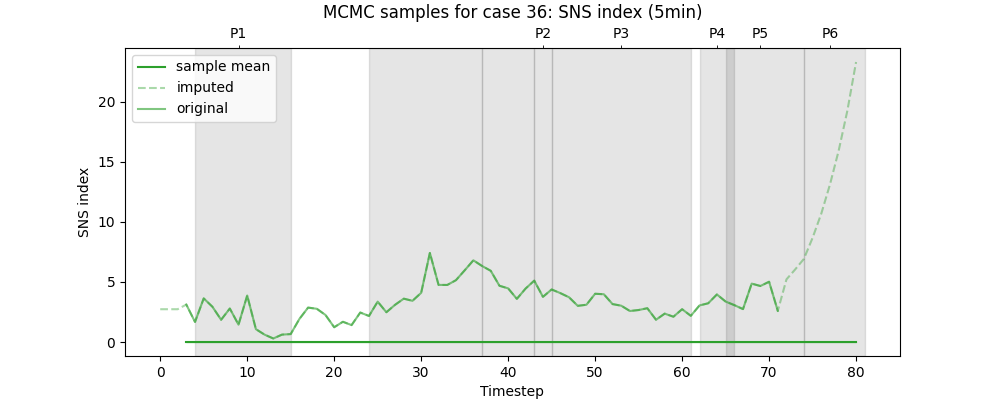 MCMC samples for case 36: SNS index (5min)
P1 P2 P3 P4 P5 P6
sample mean
imputed
original
SNS index
20
15
10
5
0
0 10 20 30 40 50 60 70 80
Timestep